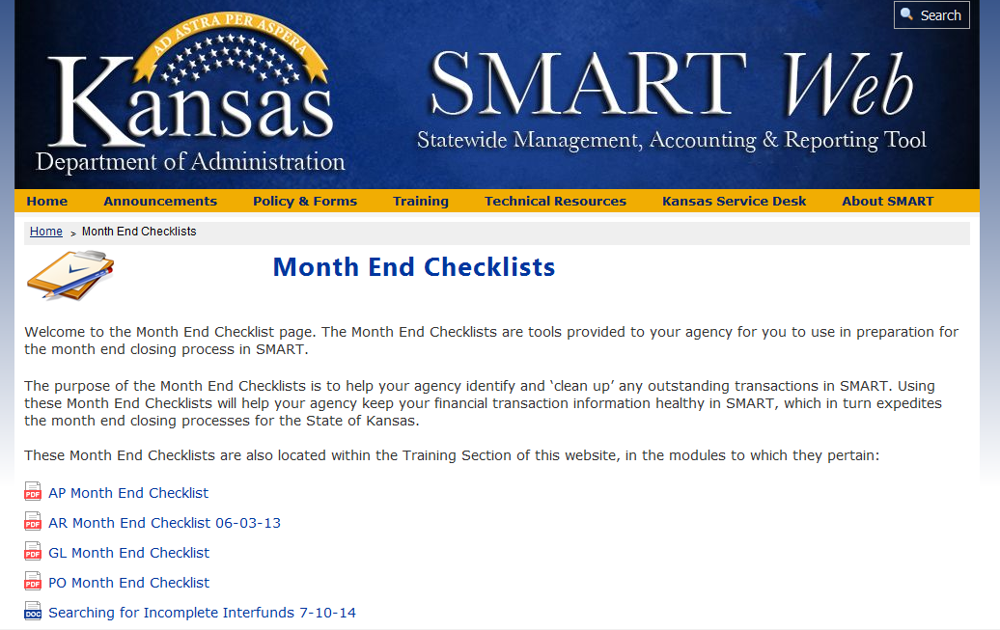 Search
AD ASTRA PER ASPERA
Kansas
Department of Administration
SMART Web
Statewide Management, Accounting & Reporting Tool
Home Announcements Policy & Forms Training Technical Resources Kansas Service Desk About SMART
Home > Month End Checklists
Month End Checklists
Welcome to the Month End Checklist page. The Month End Checklists are tools provided to your agency for you to use in preparation for
the month end closing process in SMART.
The purpose of the Month End Checklists is to help your agency identify and ‘clean up’ any outstanding transactions in SMART. Using
these Month End Checklists will help your agency keep your financial transaction information healthy in SMART, which in turn expedites
the month end closing processes for the State of Kansas.
These Month End Checklists are also located within the Training Section of this website, in the modules to which they pertain:
PDF AP Month End Checklist
PDF AR Month End Checklist 06-03-13
PDF GL Month End Checklist
PDF PO Month End Checklist
DOC Searching for Incomplete Interfunds 7-10-14